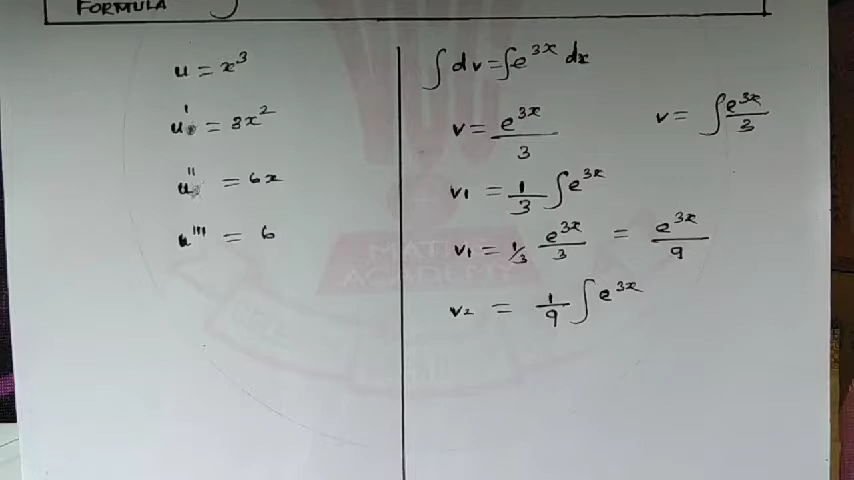 FORMULA
u = x³
u' = 3x²
u'' = 6x
u''' = 6
∫ dv = ∫e^{3x} dx
v = e^{3x}/3
v = ∫ e^{3x}/3
v₁ = 1/3 ∫ e^{3x}
v₁ = 1/3 e^{3x}/3 = e^{3x}/9
v₂ = 1/9 ∫ e^{3x}
ACADEMY